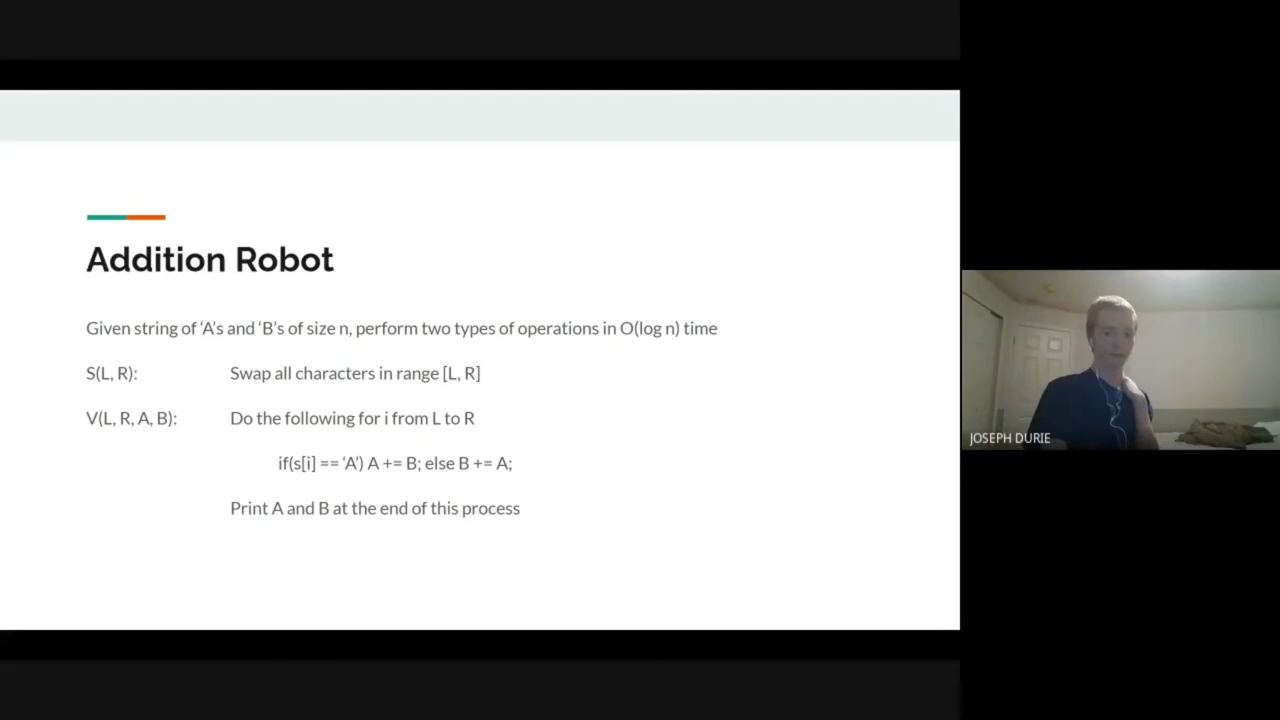 Addition Robot
Given string of ‘A’s and ‘B’s of size n, perform two types of operations in O(log n) time
S(L, R): Swap all characters in range [L, R]
V(L, R, A, B): Do the following for i from L to R
if(s[i] == ‘A’) A += B; else B += A;
Print A and B at the end of this process
JOSEPH DURIE